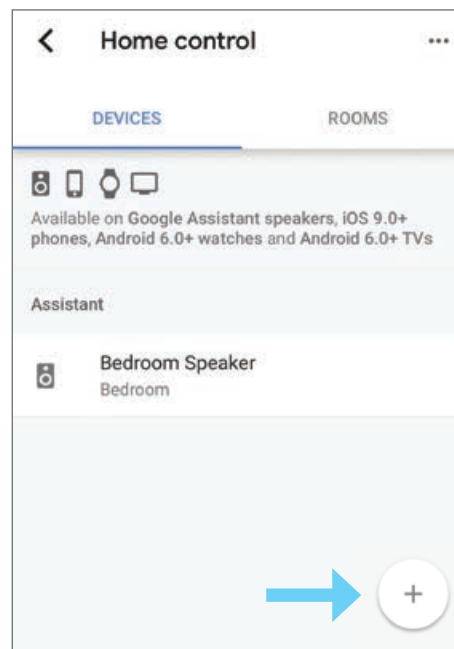 Home control
DEVICES ROOMS
Available on Google Assistant speakers, iOS 9.0+
phones, Android 6.0+ watches and Android 6.0+ TVs
Assistant
Bedroom Speaker
Bedroom